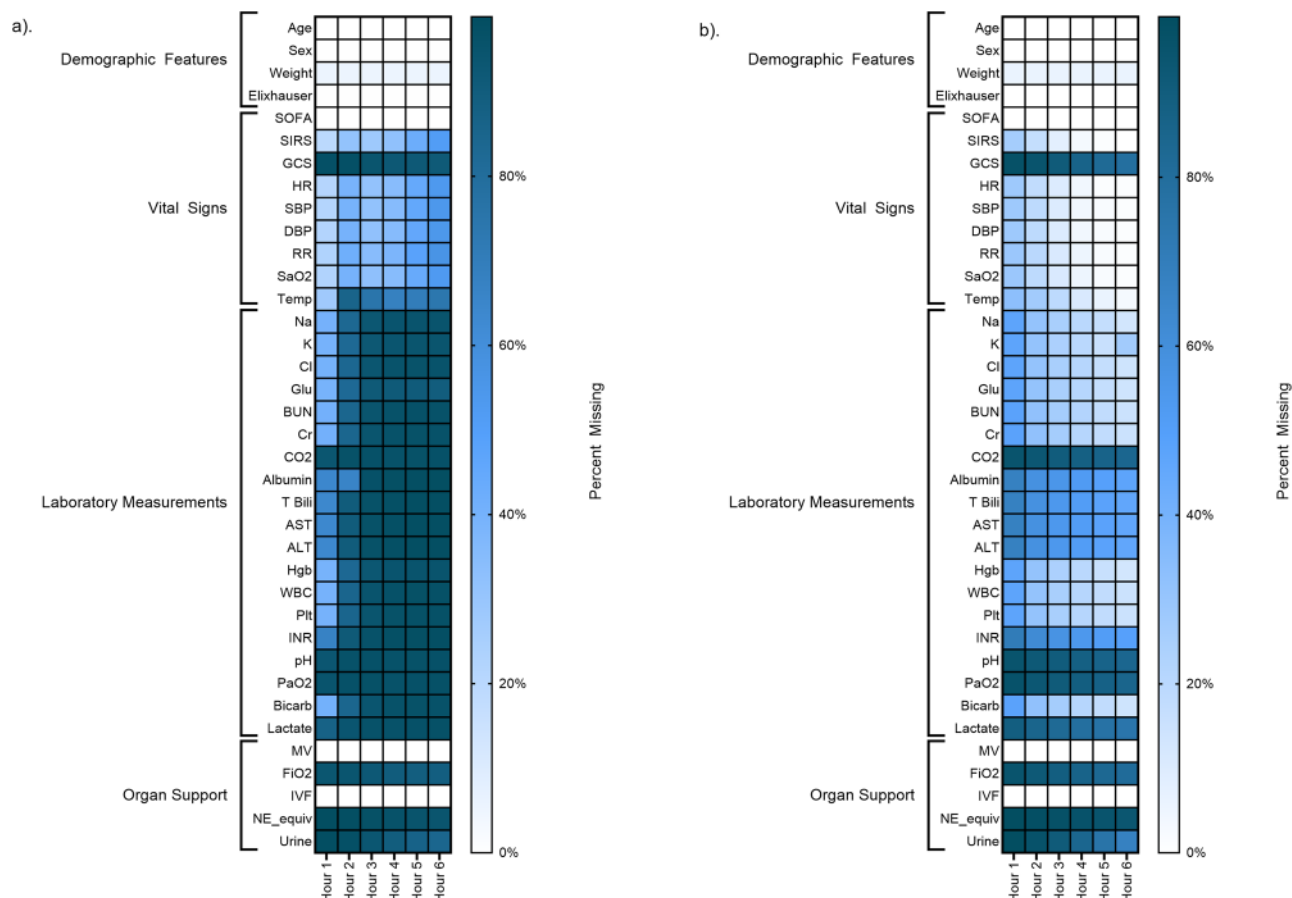 a).
Demographic Features
Vital Signs
Laboratory Measurements
Organ Support
Age
Sex
Weight
Elixhauser
SOFA
SIRS
GCS
HR
SBP
DBP
RR
SaO2
Temp
Na
K
Cl
Glu
BUN
Cr
CO2
Albumin
T Bili
AST
ALT
Hgb
WBC
Plt
INR
pH
PaO2
Bicarb
Lactate
MV
FiO2
IVF
NE_equiv
Urine
Hour 1
Hour 2
Hour 3
Hour 4
Hour 5
Hour 6
80%
60%
40%
20%
0%
Percent Missing
b).
Demographic Features
Vital Signs
Laboratory Measurements
Organ Support
Age
Sex
Weight
Elixhauser
SOFA
SIRS
GCS
HR
SBP
DBP
RR
SaO2
Temp
Na
K
Cl
Glu
BUN
Cr
CO2
Albumin
T Bili
AST
ALT
Hgb
WBC
Plt
INR
pH
PaO2
Bicarb
Lactate
MV
FiO2
IVF
NE_equiv
Urine
Hour 1
Hour 2
Hour 3
Hour 4
Hour 5
Hour 6
80%
60%
40%
20%
0%
Percent Missing